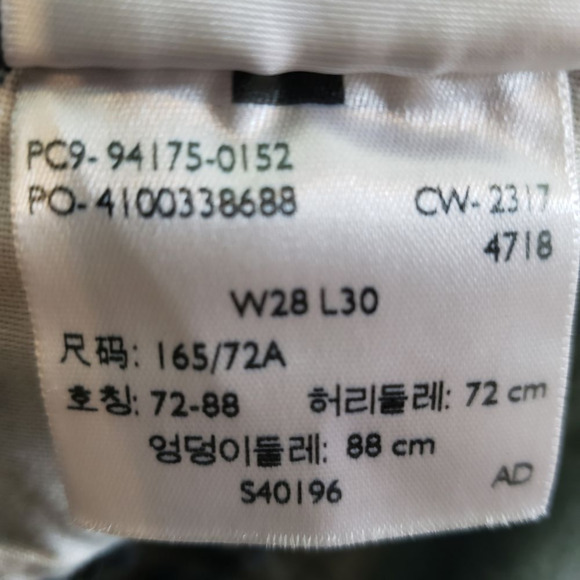 PC9-94175-0152
PO-4100338688 CW-2317
4718
W28 L30
尺码: 165/72A
호칭: 72-88 허리둘레: 72 cm
엉덩이둘레: 88 cm
S40196 AD